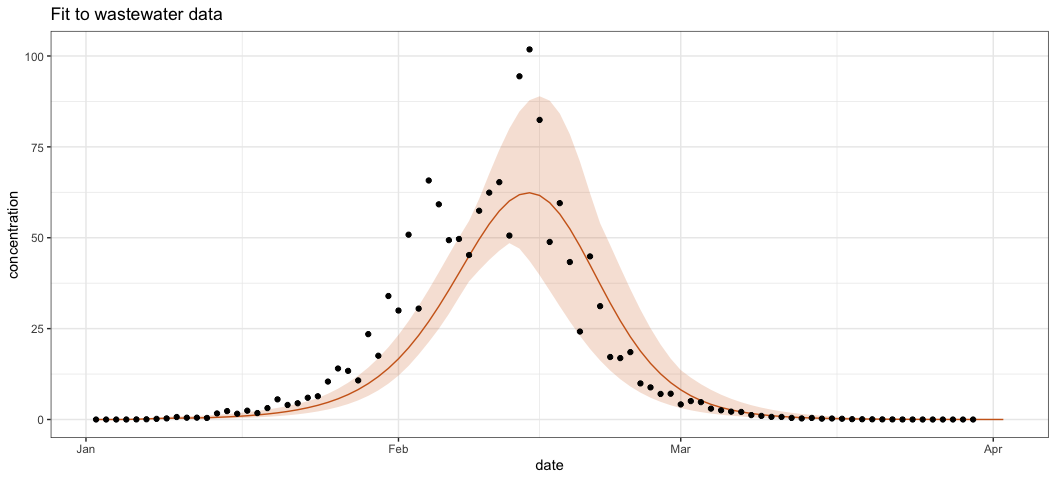 Fit to wastewater data
concentration
100
75
50
25
0
Jan Feb Mar Apr
date